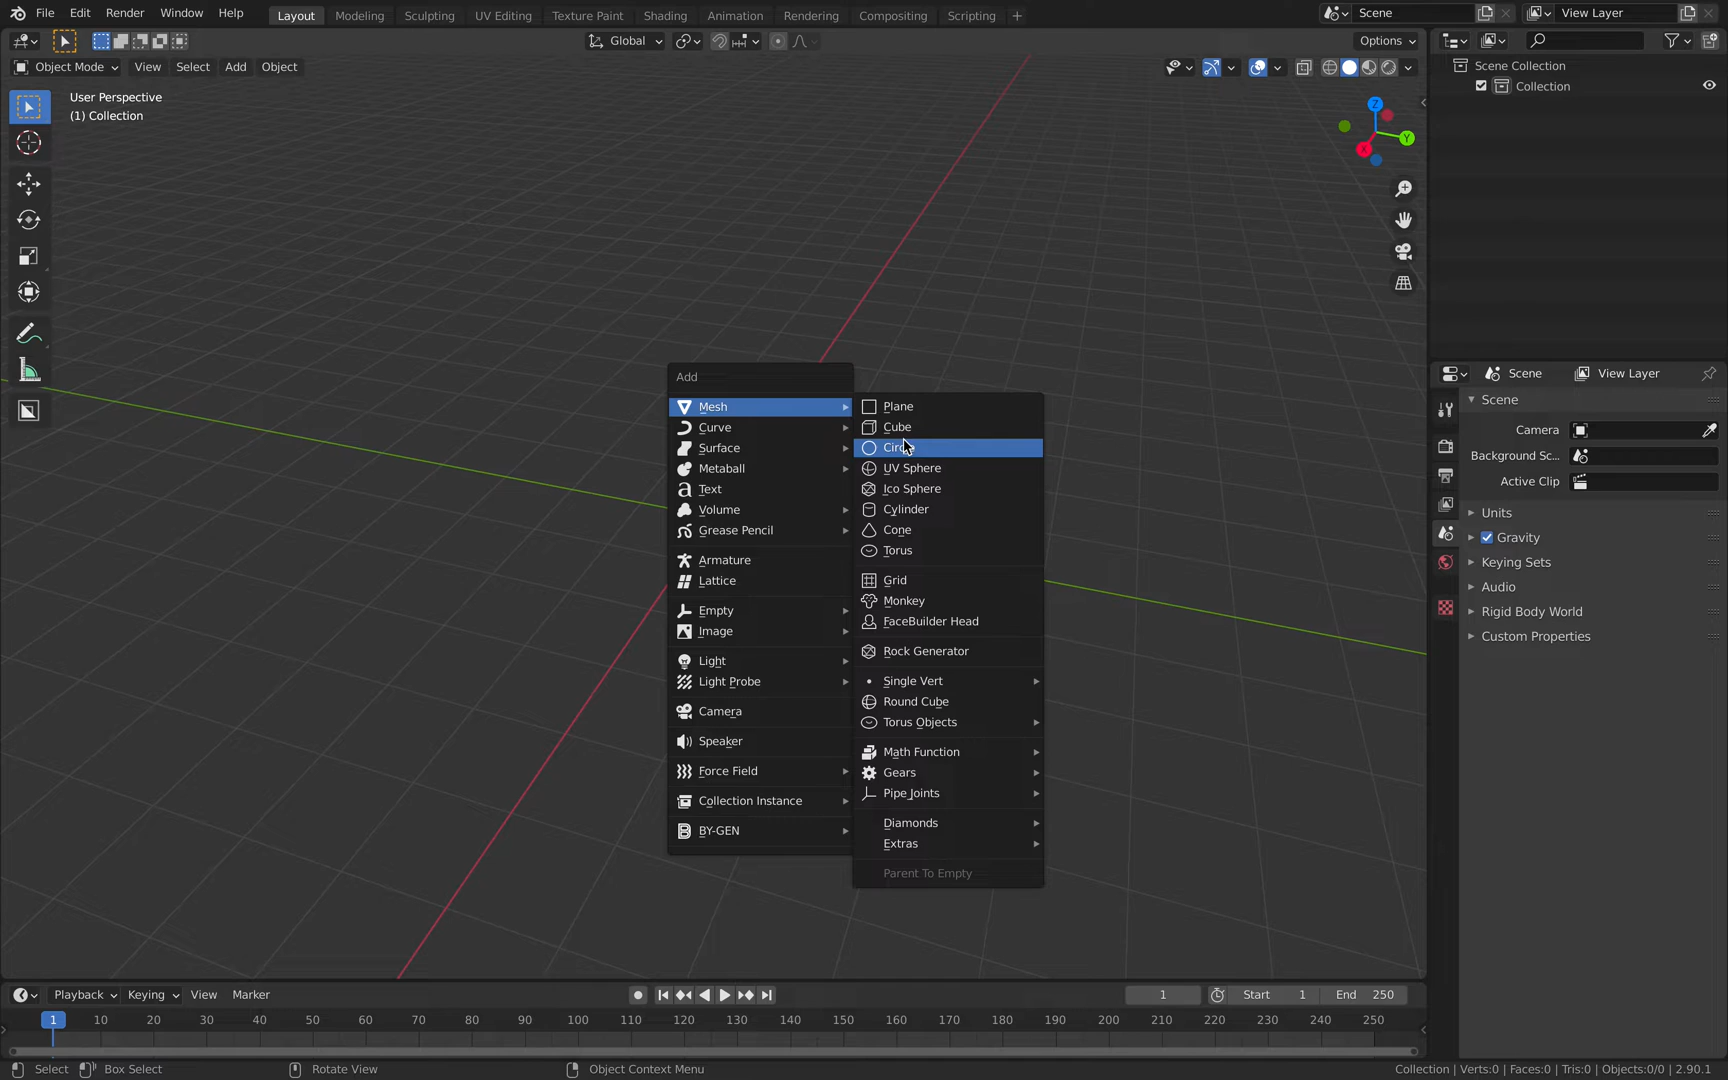 File Edit Render Window Help Layout Modeling Sculpting UV Editing Texture Paint Shading Animation Rendering Compositing Scripting + Scene View Layer
Global Options
Object Mode View Select Add Object
User Perspective
(1) Collection
Z
Y
X
Scene Collection
Collection
Add
Mesh
Curve
Surface
Metaball
Text
Volume
Grease Pencil
Armature
Lattice
Empty
Image
Light
Light Probe
Camera
Speaker
Force Field
Collection Instance
BY-GEN
Plane
Cube
UV Sphere
Ico Sphere
Cylinder
Cone
Torus
Grid
Monkey
FaceBuilder Head
Rock Generator
Single Vert
Round Cube
Torus Objects
Math Function
Gears
Pipe Joints
Diamonds
Extras
Parent To Empty
Scene View Layer
Scene
Camera
Background Sc...
Active Clip
Units
Gravity
Keying Sets
Audio
Rigid Body World
Custom Properties
Playback Keying View Marker 1 Start 1 End 250
1 10 20 30 40 50 60 70 80 90 100 110 120 130 140 150 160 170 180 190 200 210 220 230 240 250
Select Box Select Rotate View Object Context Menu Collection | Verts:0 | Faces:0 | Tris:0 | Objects:0/0 | 2.90.1